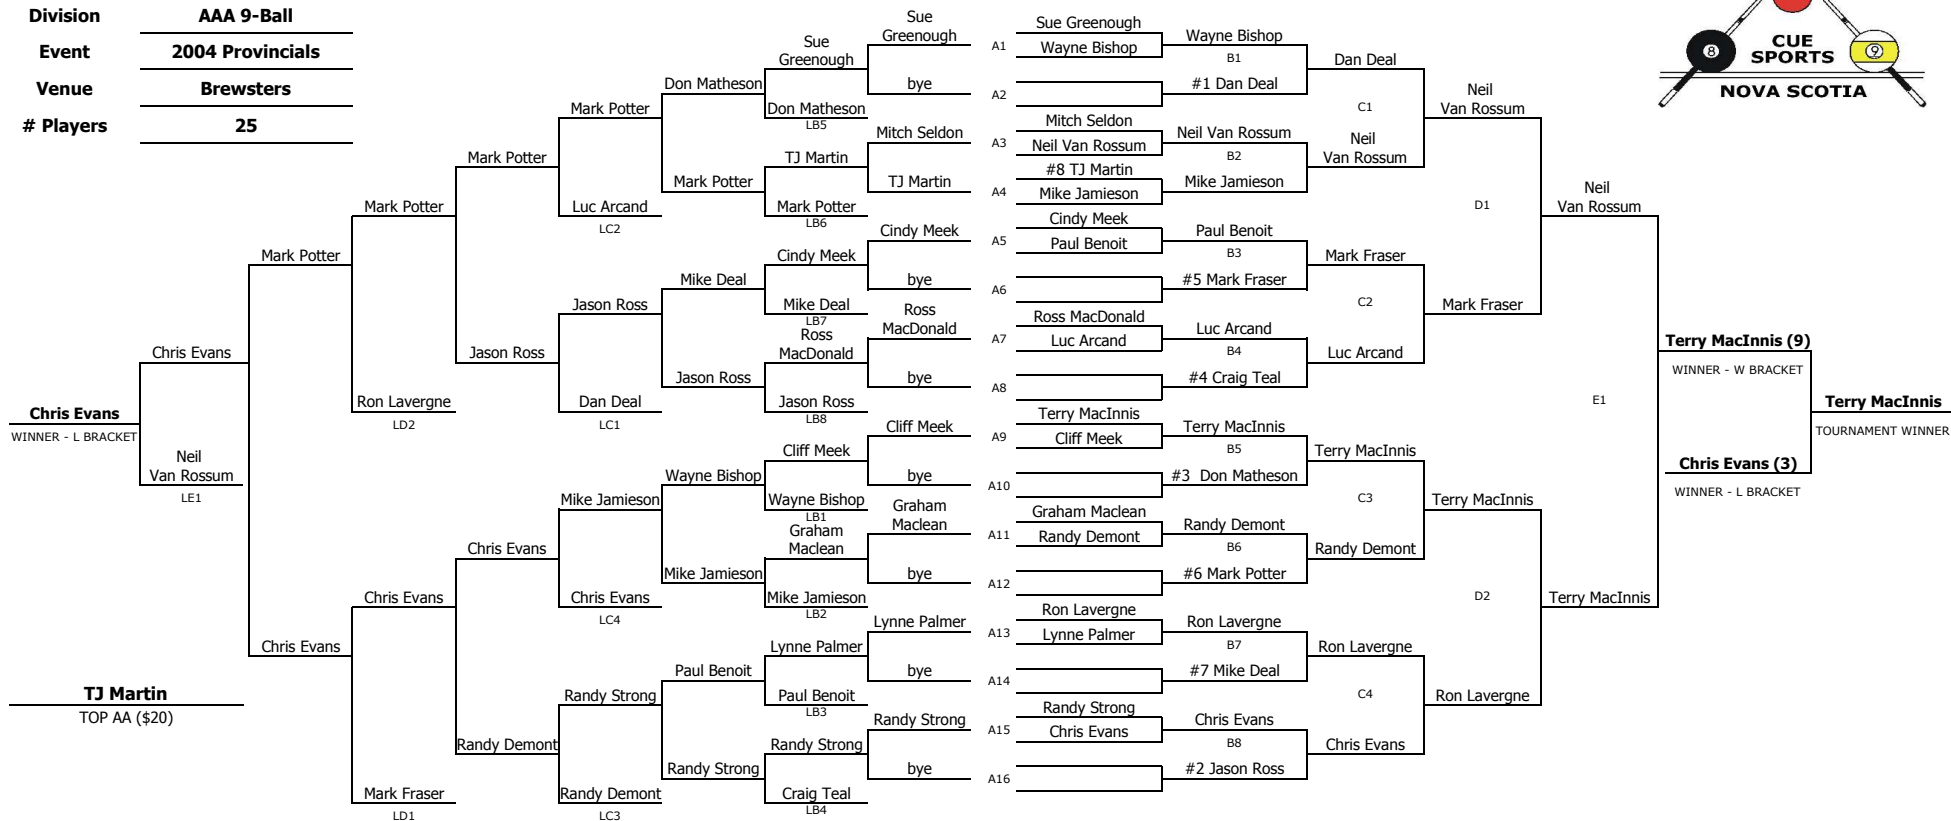 Division AAA 9-Ball
Event 2004 Provincials
Venue Brewsters
# Players 25
8
9
CUE
SPORTS
NOVA SCOTIA
Chris Evans
WINNER - L BRACKET
TJ Martin
TOP AA ($20)
Chris Evans
Neil
Van Rossum
LE1
Mark Potter
Chris Evans
Mark Potter
Ron Lavergne
LD2
Chris Evans
Mark Fraser
LD1
Mark Potter
Jason Ross
Chris Evans
Randy Demont
Mark Potter
Luc Arcand
LC2
Jason Ross
Dan Deal
LC1
Mike Jamieson
Chris Evans
LC4
Randy Strong
Randy Demont
LC3
Don Matheson
Mark Potter
Mike Deal
Jason Ross
Wayne Bishop
Mike Jamieson
Paul Benoit
Randy Strong
Sue
Greenough
Don Matheson
LB5
TJ Martin
Mark Potter
LB6
Cindy Meek
Mike Deal
LB7
Ross
MacDonald
Jason Ross
LB8
Cliff Meek
Wayne Bishop
LB1
Graham
Maclean
Mike Jamieson
LB2
Lynne Palmer
Paul Benoit
LB3
Randy Strong
Craig Teal
LB4
Sue
Greenough
bye
Mitch Seldon
TJ Martin
Cindy Meek
bye
Ross
MacDonald
bye
Cliff Meek
bye
Graham
Maclean
bye
Lynne Palmer
bye
Randy Strong
bye
A1
A2
A3
A4
A5
A6
A7
A8
A9
A10
A11
A12
A13
A14
A15
A16
Sue Greenough
Wayne Bishop
Mitch Seldon
Neil Van Rossum
#8 TJ Martin
Mike Jamieson
Cindy Meek
Paul Benoit
Ross MacDonald
Luc Arcand
Terry MacInnis
Cliff Meek
Graham Maclean
Randy Demont
Ron Lavergne
Lynne Palmer
Randy Strong
Chris Evans
Wayne Bishop
B1
#1 Dan Deal
Neil Van Rossum
B2
Mike Jamieson
Paul Benoit
B3
#5 Mark Fraser
Luc Arcand
B4
#4 Craig Teal
Terry MacInnis
B5
#3 Don Matheson
Randy Demont
B6
#6 Mark Potter
Ron Lavergne
B7
#7 Mike Deal
Chris Evans
B8
#2 Jason Ross
Dan Deal
C1
Neil
Van Rossum
Mark Fraser
C2
Luc Arcand
Terry MacInnis
C3
Randy Demont
Ron Lavergne
C4
Chris Evans
Neil
Van Rossum
D1
Mark Fraser
Terry MacInnis
D2
Ron Lavergne
Neil
Van Rossum
E1
Terry MacInnis
Terry MacInnis (9)
WINNER - W BRACKET
Chris Evans (3)
WINNER - L BRACKET
Terry MacInnis
TOURNAMENT WINNER